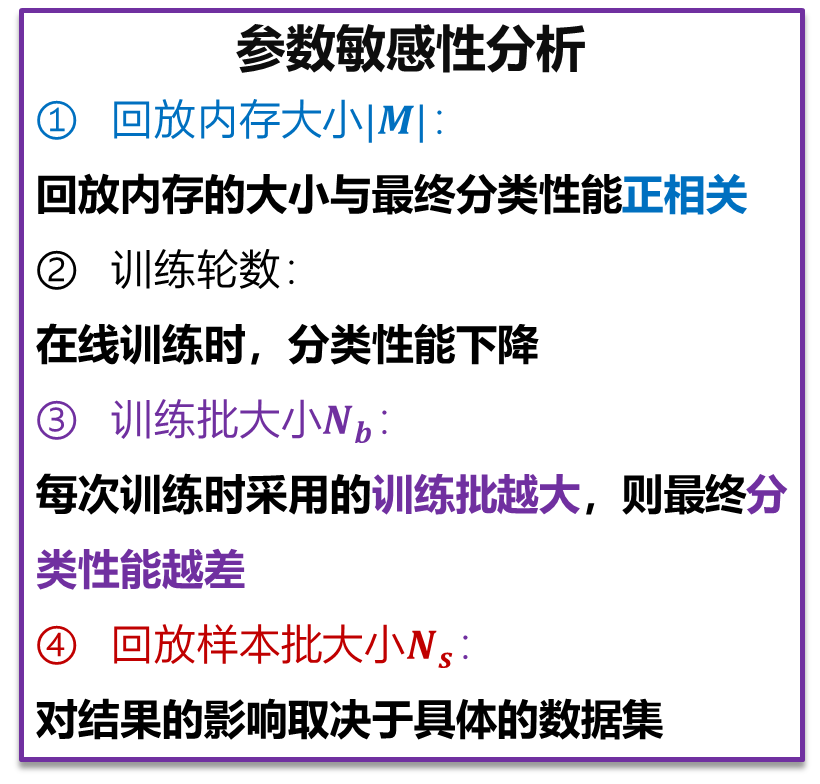 参数敏感性分析
① 回放内存大小|M|:
回放内存的大小与最终分类性能正相关
② 训练轮数:
在线训练时，分类性能下降
③ 训练批大小N_b:
每次训练时采用的训练批越大，则最终分
类性能越差
④ 回放样本批大小N_s:
对结果的影响取决于具体的数据集